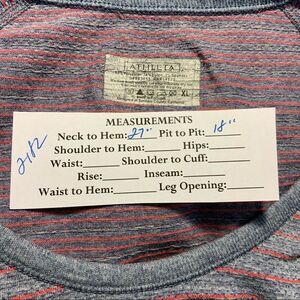 ATHLETA
XL
MEASUREMENTS
Neck to Hem: 27" Pit to Pit: 18"
Shoulder to Hem: Hips:
Waist: Shoulder to Cuff:
Rise: Inseam:
Waist to Hem: Leg Opening:
2182